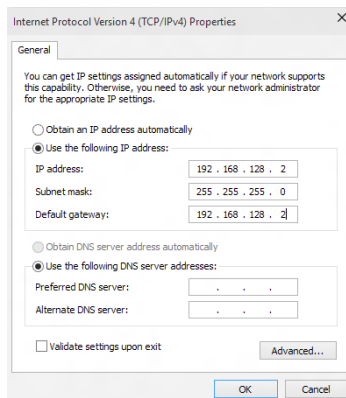 Internet Protocol Version 4 (TCP/IPv4) Properties
General
You can get IP settings assigned automatically if your network supports
this capability. Otherwise, you need to ask your network administrator
for the appropriate IP settings.
Obtain an IP address automatically
Use the following IP address:
IP address: 192 . 168 . 128 . 2
Subnet mask: 255 . 255 . 255 . 0
Default gateway: 192 . 168 . 128 . 2
Obtain DNS server address automatically
Use the following DNS server addresses:
Preferred DNS server: . . .
Alternate DNS server: . . .
Validate settings upon exit
Advanced...
OK Cancel